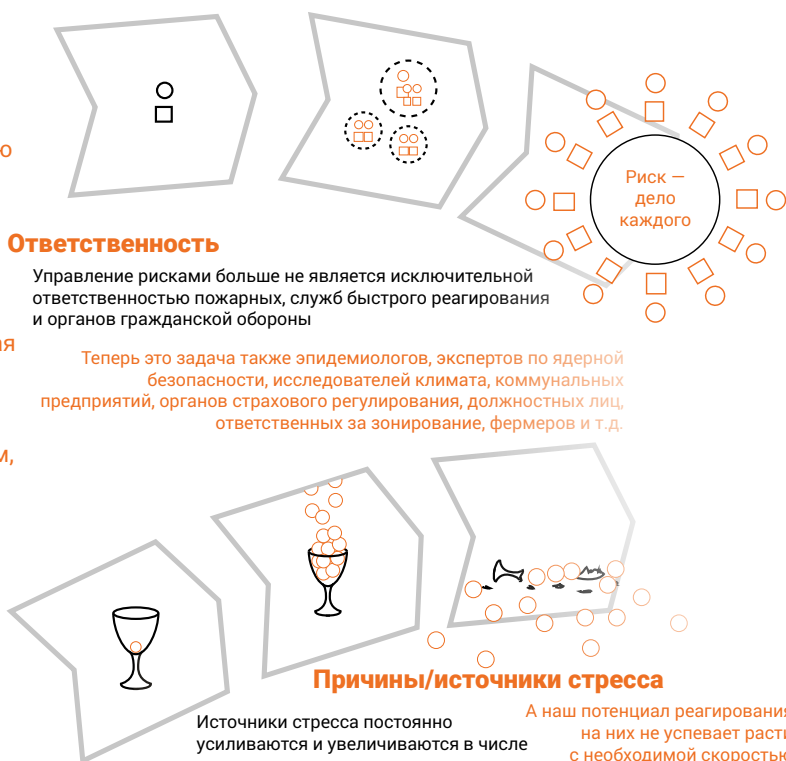 ю
Риск —
дело
каждого
Ответственность
Управление рисками больше не является исключительной
ответственностью пожарных, служб быстрого реагирования
и органов гражданской обороны
ая
Теперь это задача также эпидемиологов, экспертов по ядерной
безопасности, исследователей климата, коммунальных
предприятий, органов страхового регулирования, должностных лиц,
ответственных за зонирование, фермеров и т.д.
м,
Причины/источники стресса
Источники стресса постоянно
усиливаются и увеличиваются в числе
А наш потенциал реагирования
на них не успевает расти
с необходимой скоростью